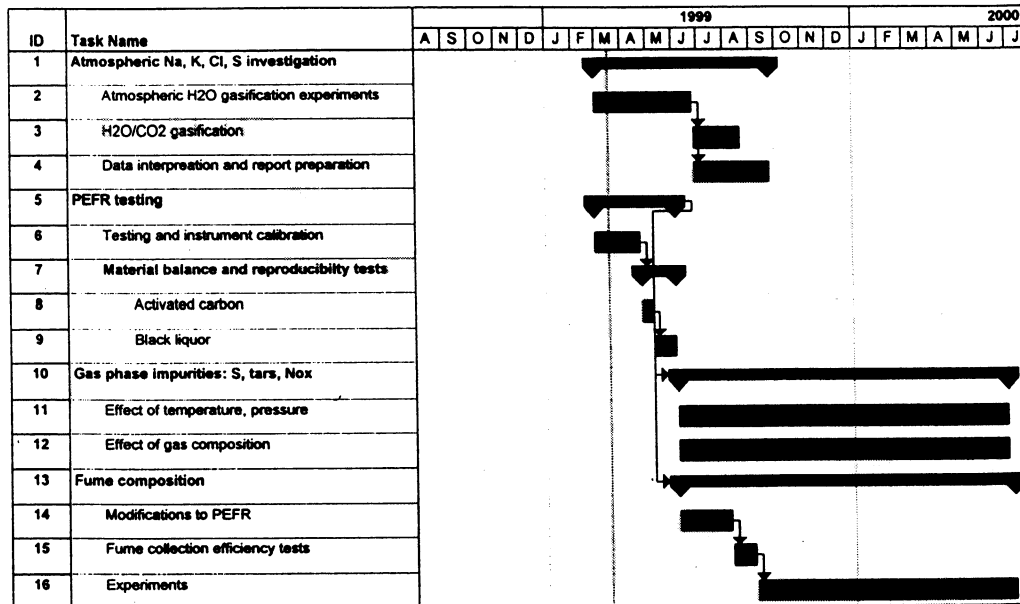 1999 2000
ID Task Name A S O N D J F M A M J J A S O N D J F M A M J J
1 Atmospheric Na, K, Cl, S investigation
2 Atmospheric H2O gasification experiments
3 H2O/CO2 gasification
4 Data interpreation and report preparation
5 PEFR testing
6 Testing and instrument calibration
7 Material balance and reproducibilty tests
8 Activated carbon
9 Black liquor
10 Gas phase impurities: S, tars, Nox
11 Effect of temperature, pressure
12 Effect of gas composition
13 Fume composition
14 Modifications to PEFR
15 Fume collection efficiency tests
16 Experiments